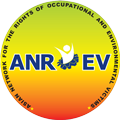 ASIAN NETWORK FOR THE RIGHTS OF OCCUPATIONAL AND ENVIRONMENTAL VICTIMS
ANROEV